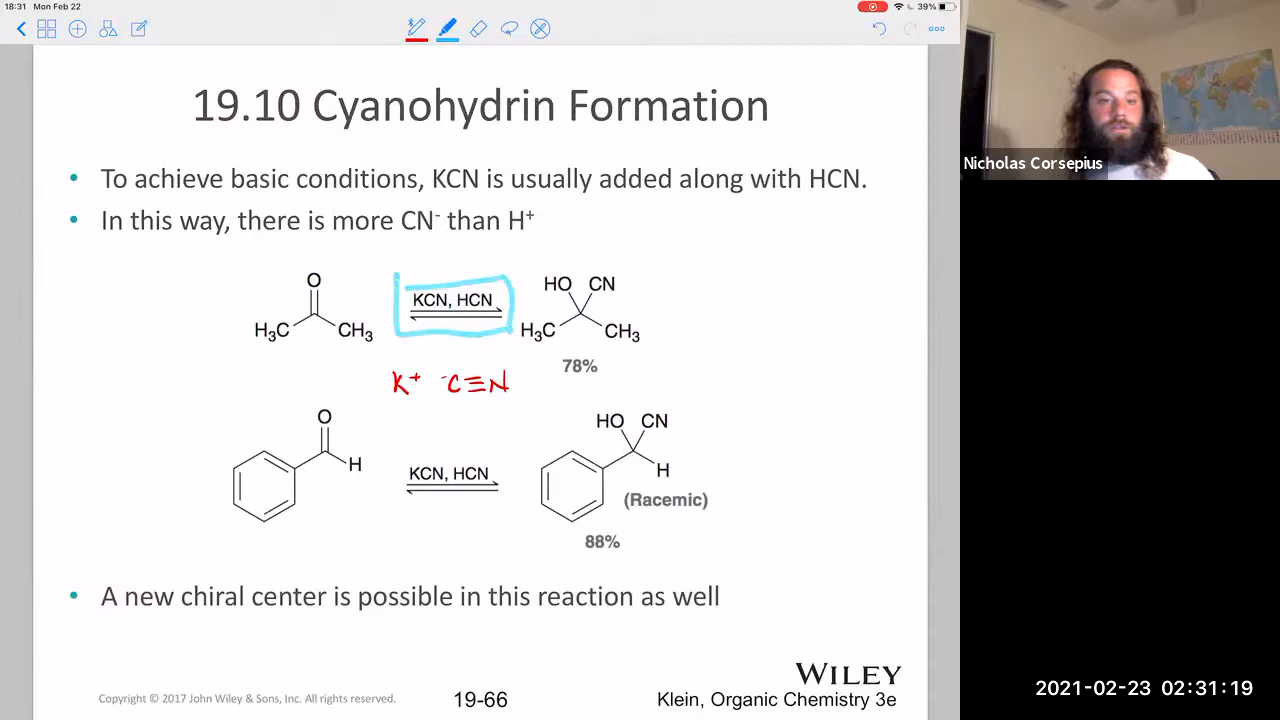 18:31 Mon Feb 22
39%
19.10 Cyanohydrin Formation
• To achieve basic conditions, KCN is usually added along with HCN.
• In this way, there is more CN- than H+
O
H3C CH3
KCN, HCN
HO CN
H3C CH3
78%
K+ -C≡N
O
H
KCN, HCN
HO CN
H
(Racemic)
88%
• A new chiral center is possible in this reaction as well
WILEY
Copyright © 2017 John Wiley & Sons, Inc. All rights reserved.
19-66
Klein, Organic Chemistry 3e
Nicholas Corsepius
2021-02-23 02:31:19